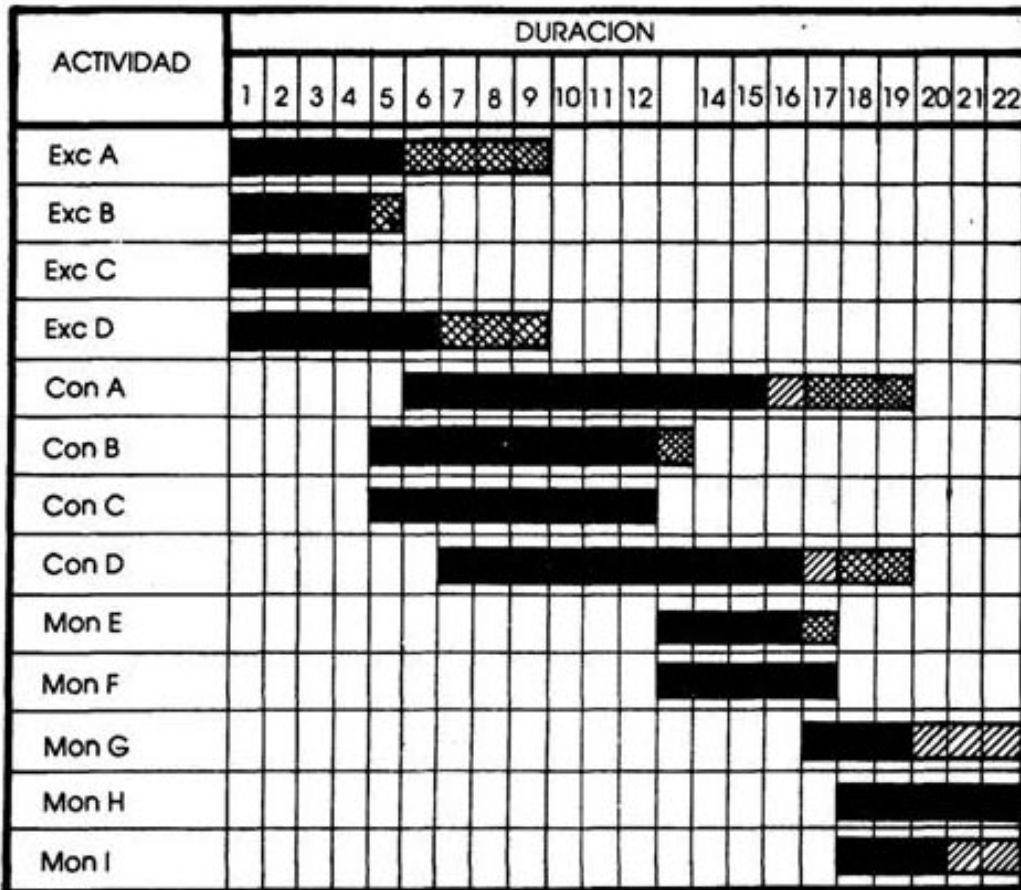 DURACION
ACTIVIDAD
1 2 3 4 5 6 7 8 9 10 11 12 14 15 16 17 18 19 20 21 22
Exc A
Exc B
Exc C
Exc D
Con A
Con B
Con C
Con D
Mon E
Mon F
Mon G
Mon H
Mon I